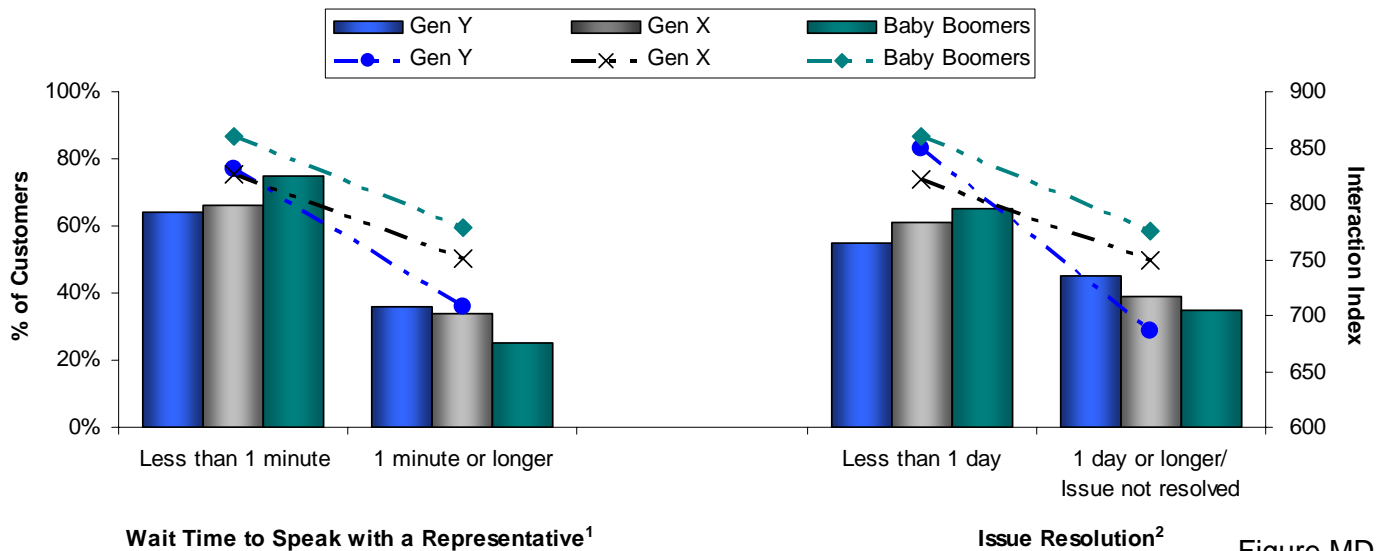 Gen Y Gen X Baby Boomers
Gen Y Gen X Baby Boomers
100%
80%
60%
40%
20%
0%
% of Customers
900
850
800
750
700
650
600
Interaction Index
Less than 1 minute 1 minute or longer Less than 1 day 1 day or longer/
Issue not resolved
Wait Time to Speak with a Representative¹ Issue Resolution²
Figure MD